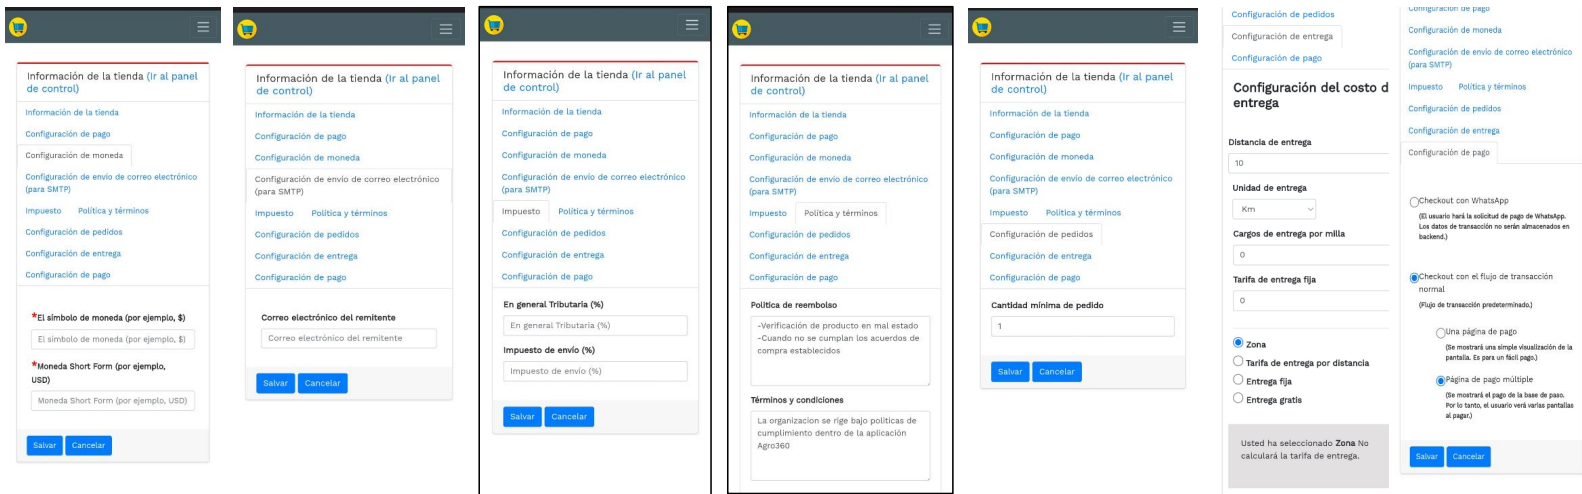 Información de la tienda (Ir al panel
de control)
Información de la tienda
Configuración de pago
Configuración de moneda
Configuración de envío de correo electrónico
(para SMTP)
Impuesto Política y términos
Configuración de pedidos
Configuración de entrega
Configuración de pago
*El símbolo de moneda (por ejemplo, $)
El símbolo de moneda (por ejemplo, $)
*Moneda Short Form (por ejemplo,
USD)
Moneda Short Form (por ejemplo, USD)
Salvar Cancelar
Información de la tienda (Ir al panel
de control)
Información de la tienda
Configuración de pago
Configuración de moneda
Configuración de envío de correo electrónico
(para SMTP)
Impuesto Política y términos
Configuración de pedidos
Configuración de entrega
Configuración de pago
Correo electrónico del remitente
Correo electrónico del remitente
Salvar Cancelar
Información de la tienda (Ir al panel
de control)
Información de la tienda
Configuración de pago
Configuración de moneda
Configuración de envío de correo electrónico
(para SMTP)
Impuesto Política y términos
Configuración de pedidos
Configuración de entrega
Configuración de pago
En general Tributaria (%)
En general Tributaria (%)
Impuesto de envío (%)
Impuesto de envío (%)
Salvar Cancelar
Información de la tienda (Ir al panel
de control)
Información de la tienda
Configuración de pago
Configuración de moneda
Configuración de envío de correo electrónico
(para SMTP)
Impuesto Política y términos
Configuración de pedidos
Configuración de entrega
Configuración de pago
Politica de reembolso
-Verificación de producto en mal estado
-Cuando no se cumplan los acuerdos de
compra establecidos
Términos y condiciones
La organizacion se rige bajo políticas de
cumplimiento dentro de la aplicación
Agro360
Información de la tienda (Ir al panel
de control)
Información de la tienda
Configuración de pago
Configuración de moneda
Configuración de envío de correo electrónico
(para SMTP)
Impuesto Política y términos
Configuración de pedidos
Configuración de entrega
Configuración de pago
Cantidad mínima de pedido
1
Salvar Cancelar
Configuración de pedidos
Configuración de entrega
Configuración de pago
Configuración del costo d
entrega
Distancia de entrega
10
Unidad de entrega
Km
Cargos de entrega por milla
0
Tarifa de entrega fija
0
Zona
Tarifa de entrega por distancia
Entrega fija
Entrega gratis
Usted ha seleccionado Zona No
calculará la tarifa de entrega.
Configuración de pago
Configuración de moneda
Configuración de envío de correo electrónico
(para SMTP)
Impuesto Política y términos
Configuración de pedidos
Configuración de entrega
Configuración de pago
Checkout con WhatsApp
(El usuario hará la solicitud de pago de WhatsApp.
Los datos de transacción no serán almacenados en
backend.)
Checkout con el flujo de transacción
normal
(Flujo de transacción predeterminado.)
Una página de pago
(Se mostrará una simple visualización de la
pantalla. Es para un fácil pago.)
Página de pago múltiple
(Se mostrará el pago de la base de paso.
Por lo tanto, el usuario verá varias pantallas
al pagar.)
Salvar Cancelar